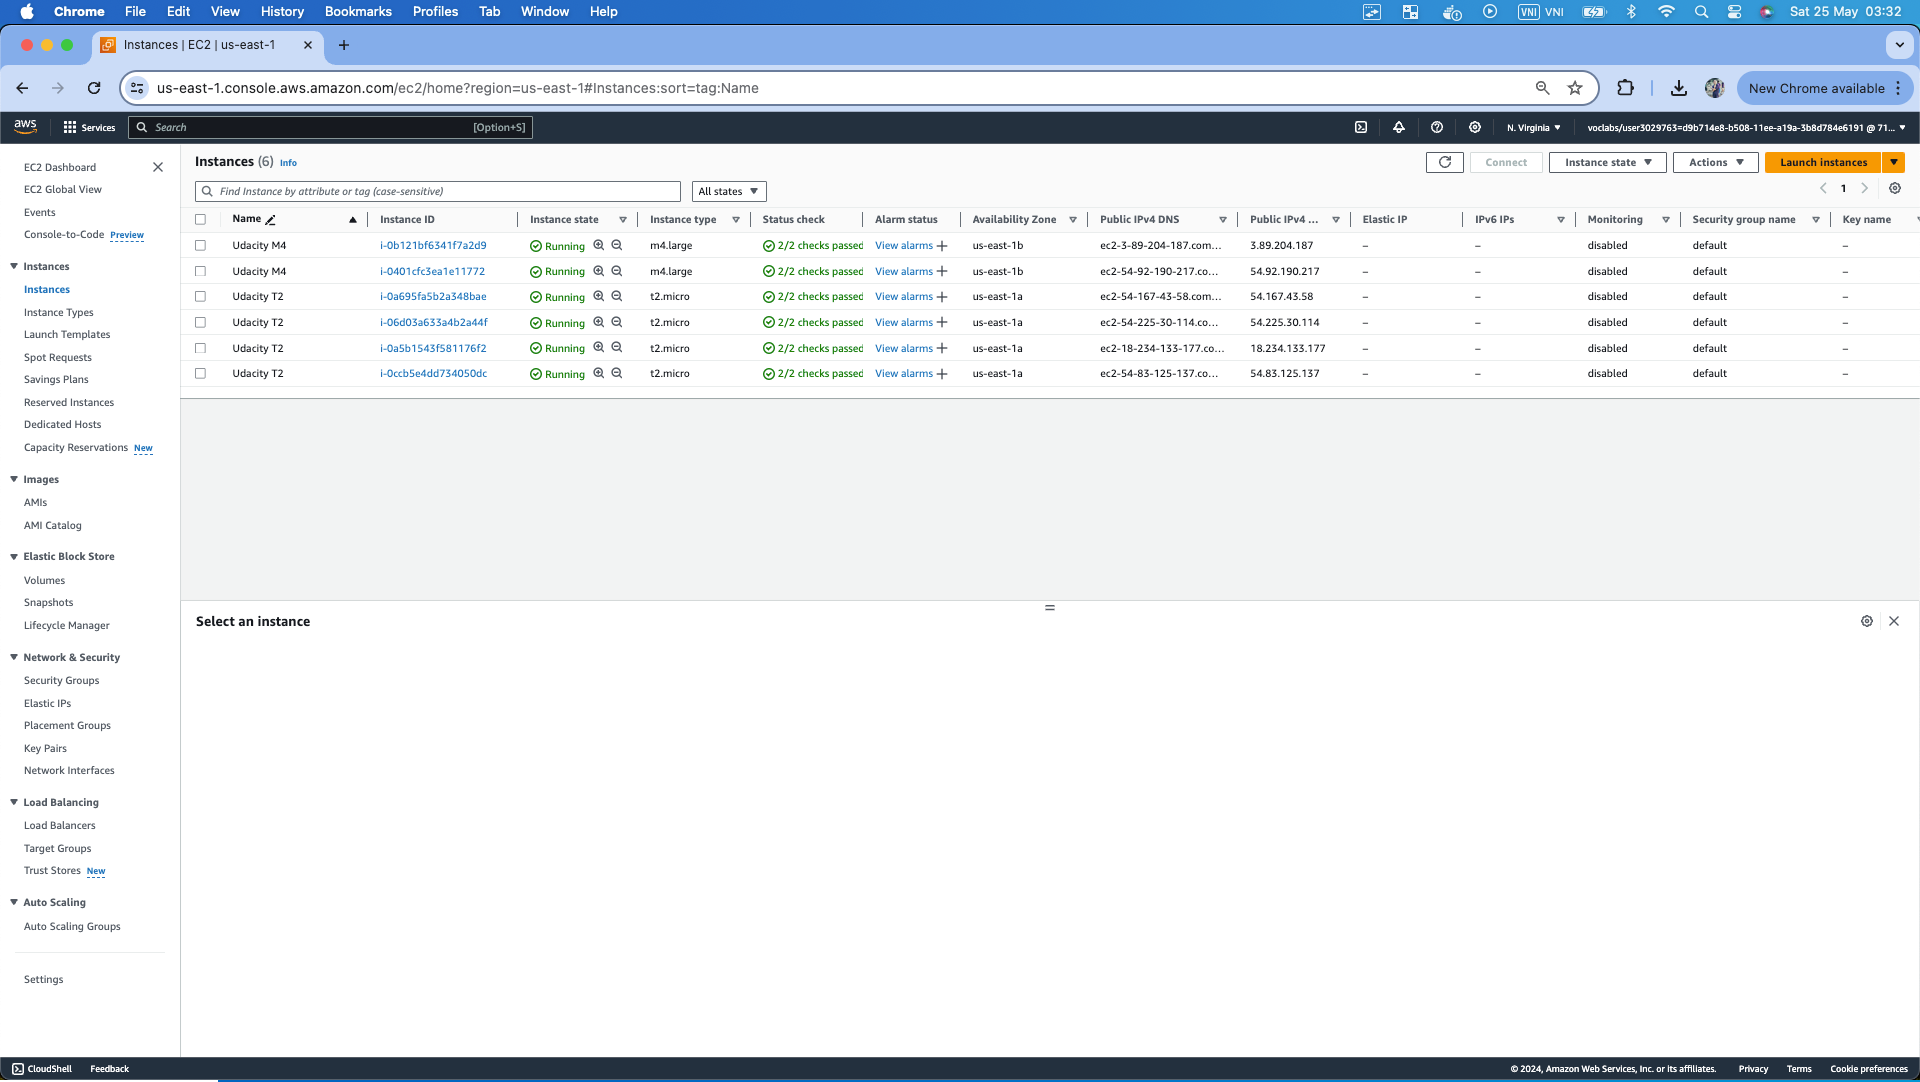 Chrome File Edit View History Bookmarks Profiles Tab Window Help VNI VNI Sat 25 May 03:32
Instances | EC2 | us-east-1
us-east-1.console.aws.amazon.com/ec2/home?region=us-east-1#Instances:sort=tag:Name New Chrome available
aws Services Search [Option+S] N. Virginia voclabs/user3029763=d9b714e8-b508-11ee-a19a-3b8d784e6191 @ 71...
EC2 Dashboard
EC2 Global View
Events
Console-to-Code Preview
Instances
Instances
Instance Types
Launch Templates
Spot Requests
Savings Plans
Reserved Instances
Dedicated Hosts
Capacity Reservations New
Images
AMIs
AMI Catalog
Elastic Block Store
Volumes
Snapshots
Lifecycle Manager
Network & Security
Security Groups
Elastic IPs
Placement Groups
Key Pairs
Network Interfaces
Load Balancing
Load Balancers
Target Groups
Trust Stores New
Auto Scaling
Auto Scaling Groups
Settings
Instances (6) Info Connect Instance state Actions Launch instances
Find Instance by attribute or tag (case-sensitive) All states 1
Name Instance ID Instance state Instance type Status check Alarm status Availability Zone Public IPv4 DNS Public IPv4 ... Elastic IP IPv6 IPs Monitoring Security group name Key name
Udacity M4 i-0b121bf6341f7a2d9 Running m4.large 2/2 checks passed View alarms + us-east-1b ec2-3-89-204-187.com... 3.89.204.187 – – disabled default –
Udacity M4 i-0401cfc3ea1e11772 Running m4.large 2/2 checks passed View alarms + us-east-1b ec2-54-92-190-217.co... 54.92.190.217 – – disabled default –
Udacity T2 i-0a695fa5b2a348bae Running t2.micro 2/2 checks passed View alarms + us-east-1a ec2-54-167-43-58.com... 54.167.43.58 – – disabled default –
Udacity T2 i-06d03a633a4b2a44f Running t2.micro 2/2 checks passed View alarms + us-east-1a ec2-54-225-30-114.co... 54.225.30.114 – – disabled default –
Udacity T2 i-0a5b1543f581176f2 Running t2.micro 2/2 checks passed View alarms + us-east-1a ec2-18-234-133-177.co... 18.234.133.177 – – disabled default –
Udacity T2 i-0ccb5e4dd734050dc Running t2.micro 2/2 checks passed View alarms + us-east-1a ec2-54-83-125-137.co... 54.83.125.137 – – disabled default –
Select an instance
CloudShell Feedback © 2024, Amazon Web Services, Inc. or its affiliates. Privacy Terms Cookie preferences